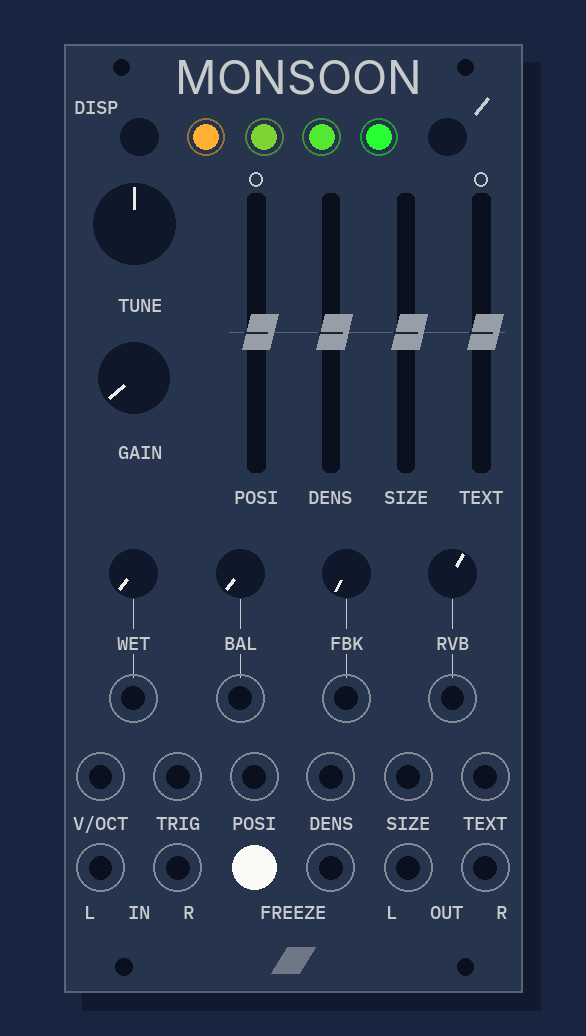 MONSOON
DISP
TUNE
GAIN
POSI DENS SIZE TEXT
WET BAL FBK RVB
V/OCT TRIG POSI DENS SIZE TEXT
L IN R FREEZE L OUT R